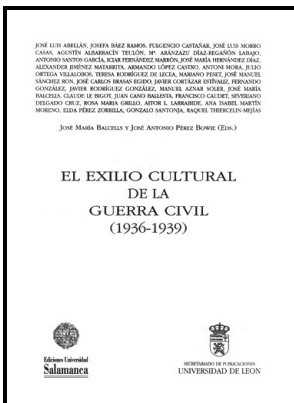 JOSÉ LUIS ABELLÁN, JOSEFA BÁEZ RAMOS, FULGENCIO CASTAÑAR, JOSÉ LUIS MORRO
CASAS, AGUSTÍN ALBARRACÍN TEULÓN, Mª ARÁNZAZU DÍAZ-REGAÑÓN LABAJO,
ANTONIO SANTOS GARCÍA, ICIAR FERNÁNDEZ MARRÓN, JOSÉ MARÍA HERNÁNDEZ DÍAZ,
ALEXANDER JIMÉNEZ MATARRITA, ARMANDO LÓPEZ CASTRO, ANTONI MORA, JULIO
ORTEGA VILLALOBOS, TERESA RODRÍGUEZ DE LECEA, MARIANO PESET, JOSÉ MANUEL
SÁNCHEZ RON, JOSÉ CARLOS BRASAS EGIDO, JAVIER CORTÁZAR ESTÍVALIZ, FERNANDO
GONZÁLEZ, JAVIER RODRÍGUEZ GONZÁLEZ, MANUEL AZNAR SOLER, JOSÉ MARÍA
BALCELLS, CLAUDE LE BIGOT, JUAN CANO BALLESTA, FRANCISCO CAUDET, SEVERIANO
DELGADO CRUZ, ROSA MARIA GRILLO, AITOR L. LARRABIDE, ANA ISABEL MARTÍN
MORENO, ELDA PÉREZ ZORRILLA, GONZALO SANTONJA, RAQUEL THIERCELIN-MEJÍAS
JOSÉ MARÍA BALCELLS Y JOSÉ ANTONIO PÉREZ BOWIE (EDS.)
EL EXILIO CULTURAL
DE LA
GUERRA CIVIL
(1936-1939)
Ediciones Universidad
Salamanca
SECRETARIADO DE PUBLICACIONES
UNIVERSIDAD DE LEON